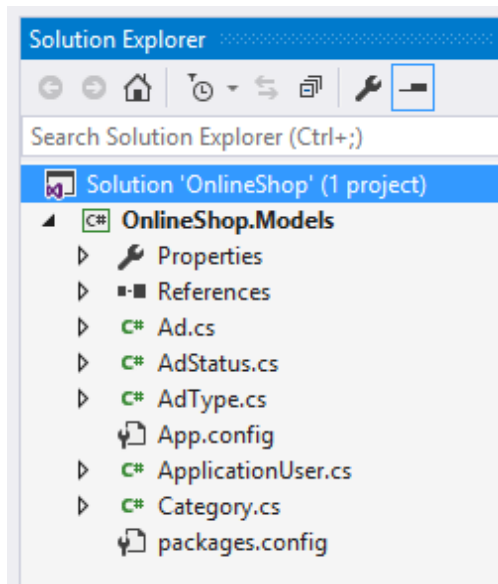 Solution Explorer
Search Solution Explorer (Ctrl+;)
Solution 'OnlineShop' (1 project)
C# OnlineShop.Models
Properties
References
C# Ad.cs
C# AdStatus.cs
C# AdType.cs
App.config
C# ApplicationUser.cs
C# Category.cs
packages.config